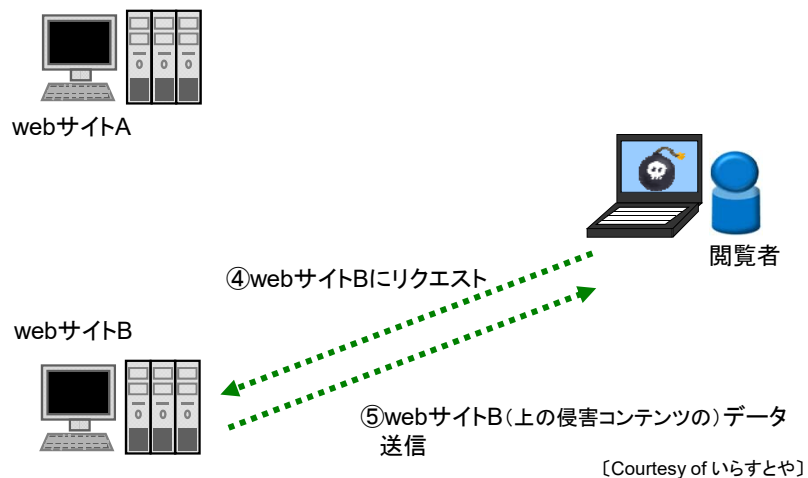 webサイトA
閲覧者
④webサイトBにリクエスト
webサイトB
⑤webサイトB（上の侵害コンテンツの）データ
送信
〔Courtesy of いらすとや〕